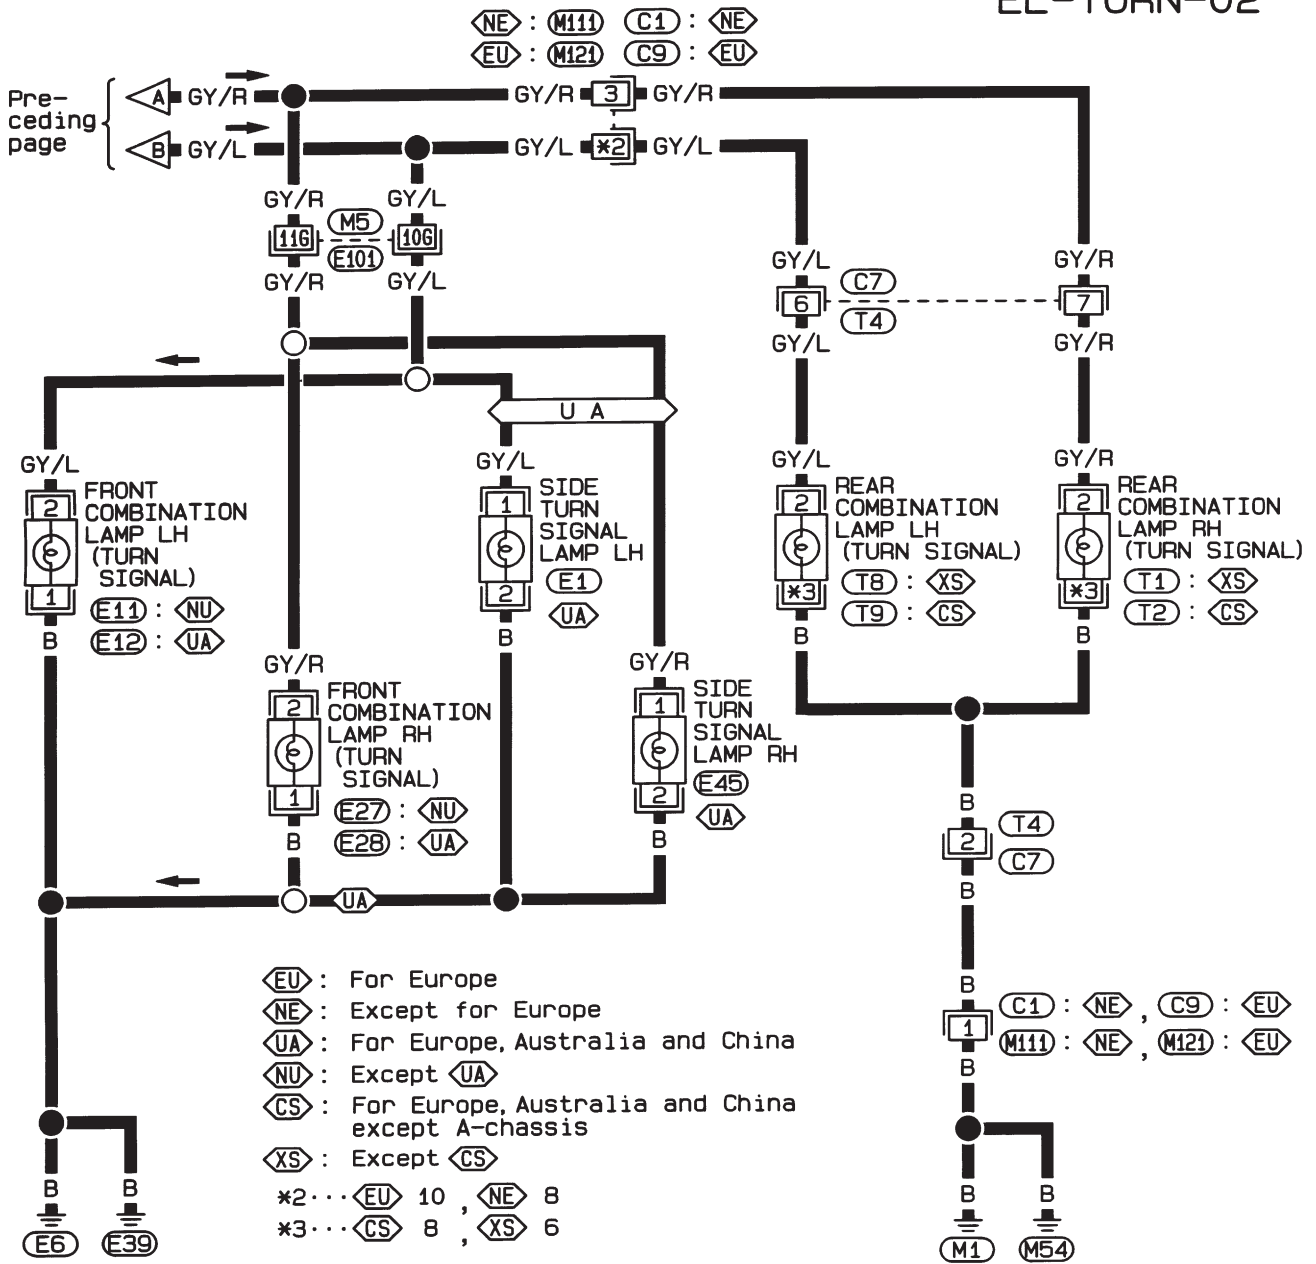 EL-TURN-02
NE : M111 C1 : NE
EU : M121 C9 : EU
Pre-
ceding
page
A GY/R GY/R 3 GY/R
B GY/L GY/L *2 GY/L
GY/R GY/L
11G M5 10G
E101
GY/R GY/L
GY/L GY/R
6 C7 7
T4
GY/L GY/R
U A
GY/L
2
FRONT
COMBINATION
LAMP LH
(TURN
SIGNAL)
1
E11 : NU
E12 : UA
B
GY/L
1
SIDE
TURN
SIGNAL
LAMP LH
E1
2
UA
B
GY/L
2
REAR
COMBINATION
LAMP LH
(TURN SIGNAL)
*3
T8 : XS
T9 : CS
B
GY/R
2
REAR
COMBINATION
LAMP RH
(TURN SIGNAL)
*3
T1 : XS
T2 : CS
B
GY/R
2
FRONT
COMBINATION
LAMP RH
(TURN
SIGNAL)
1
E27 : NU
E28 : UA
B
GY/R
1
SIDE
TURN
SIGNAL
LAMP RH
E45
2
UA
B
UA
B
2 T4
C7
B
B
1 C1 : NE , C9 : EU
M111 : NE , M121 : EU
B
EU : For Europe
NE : Except for Europe
UA : For Europe, Australia and China
NU : Except UA
CS : For Europe, Australia and China
except A-chassis
XS : Except CS
*2··· EU 10 , NE 8
*3··· CS 8 , XS 6
B B
E6 E39
B B
M1 M54